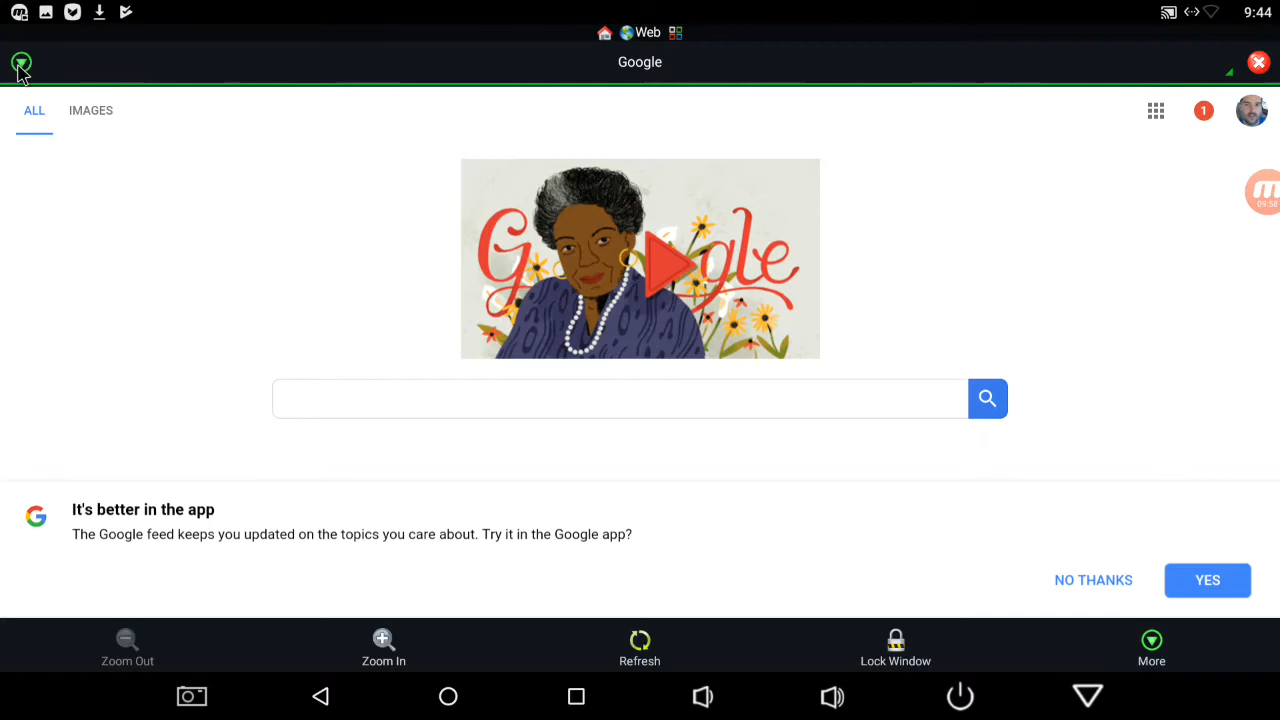 9:44
Web
Google
ALL IMAGES
1
Google
09:58
It's better in the app
The Google feed keeps you updated on the topics you care about. Try it in the Google app?
NO THANKS YES
Zoom Out Zoom In Refresh Lock Window More